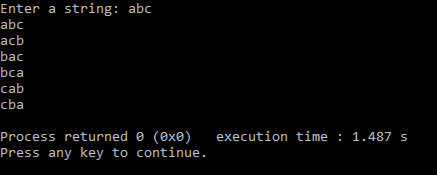 Enter a string: abc
abc
acb
bac
bca
cab
cba
Process returned 0 (0x0)   execution time : 1.487 s
Press any key to continue.